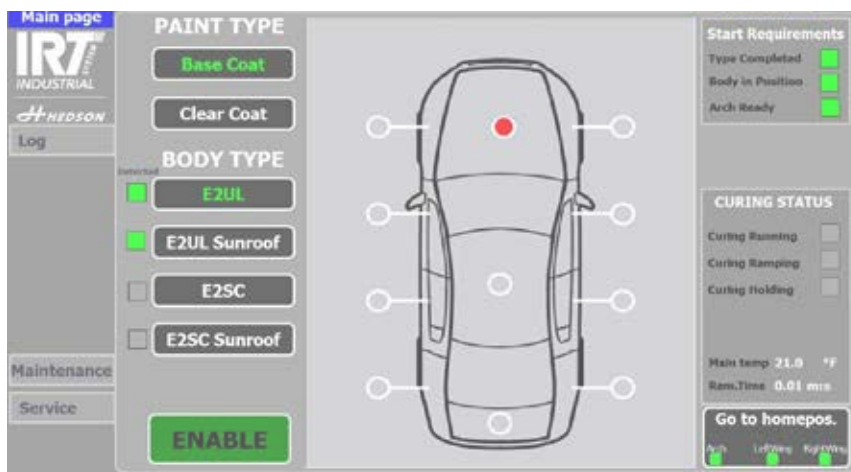 Main page
IRT
SYSTEM
INDUSTRIAL
HEDSON
Log
Maintenance
Service
PAINT TYPE
Base Coat
Clear Coat
BODY TYPE
Detected
E2UL
E2UL Sunroof
E2SC
E2SC Sunroof
ENABLE
Start Requirements
Type Completed
Body in Position
Arch Ready
CURING STATUS
Curing Running
Curing Ramping
Curing Holding
Main temp 21.0 °F
Rem.Time 0.01 min
Go to homepos.
Arch LeftWing RightWing